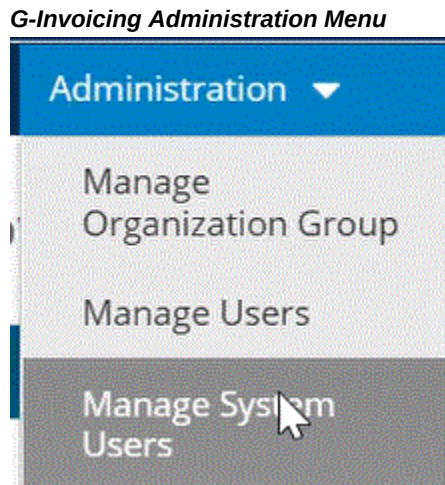 G-Invoicing Administration Menu
Administration
Manage
Organization Group
Manage Users
Manage System
Users